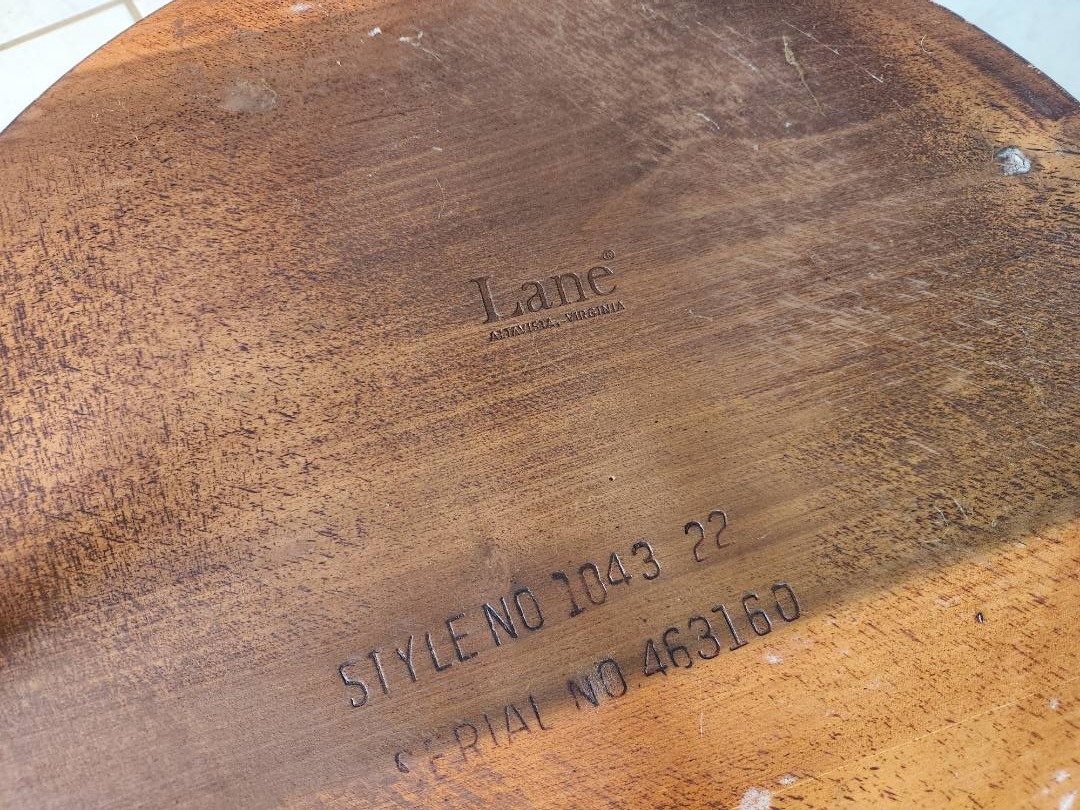 Lane®
ALTAVISTA, VIRGINIA
STYLE NO 1043 22
SERIAL NO. 463160